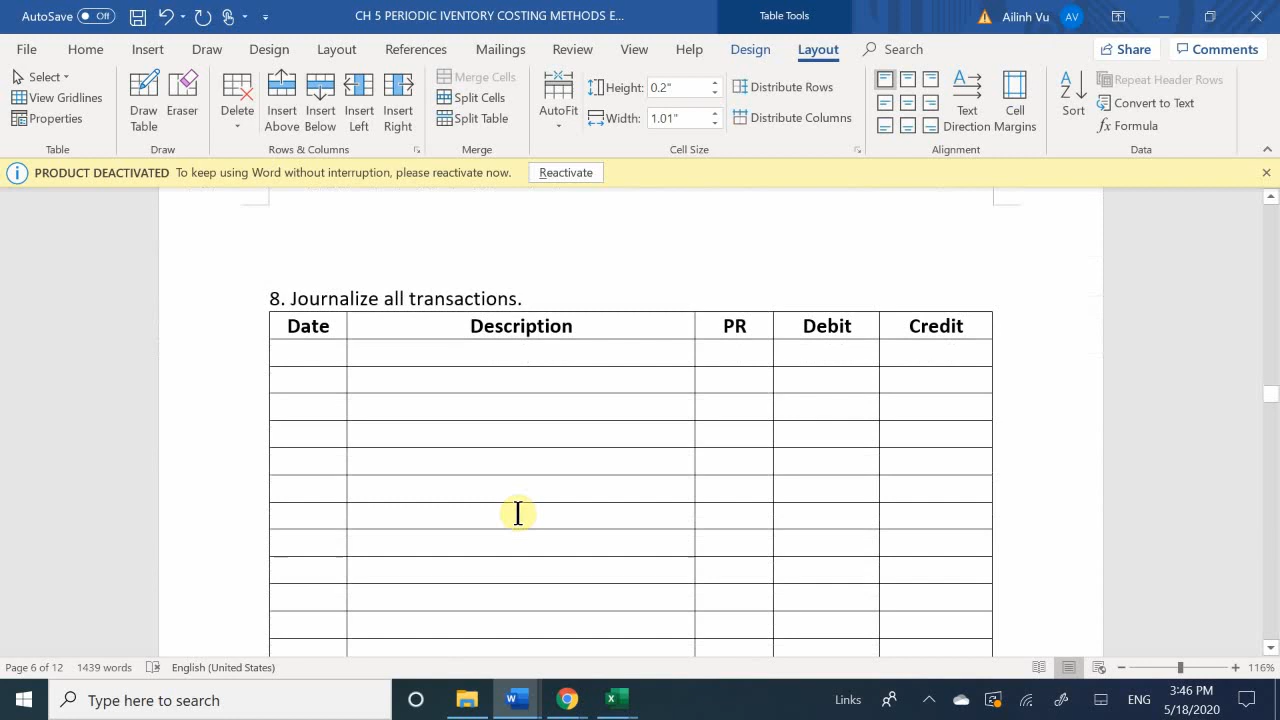 AutoSave Off CH 5 PERIODIC IVENTORY COSTING METHODS E... Table Tools Ailinh Vu AV
File Home Insert Draw Design Layout References Mailings Review View Help Design Layout Search Share Comments
Select
View Gridlines
Properties
Table
Draw Table
Eraser
Draw
Delete
Insert Above
Insert Below
Insert Left
Insert Right
Rows & Columns
Merge Cells
Split Cells
Split Table
Merge
AutoFit
Height: 0.2"
Width: 1.01"
Distribute Rows
Distribute Columns
Cell Size
Text Direction
Cell Margins
Alignment
Sort
Repeat Header Rows
Convert to Text
Formula
Data
PRODUCT DEACTIVATED To keep using Word without interruption, please reactivate now. Reactivate
8. Journalize all transactions.
Date Description PR Debit Credit
Page 6 of 12 1439 words English (United States) 116%
Type here to search Links ENG 3:46 PM
5/18/2020